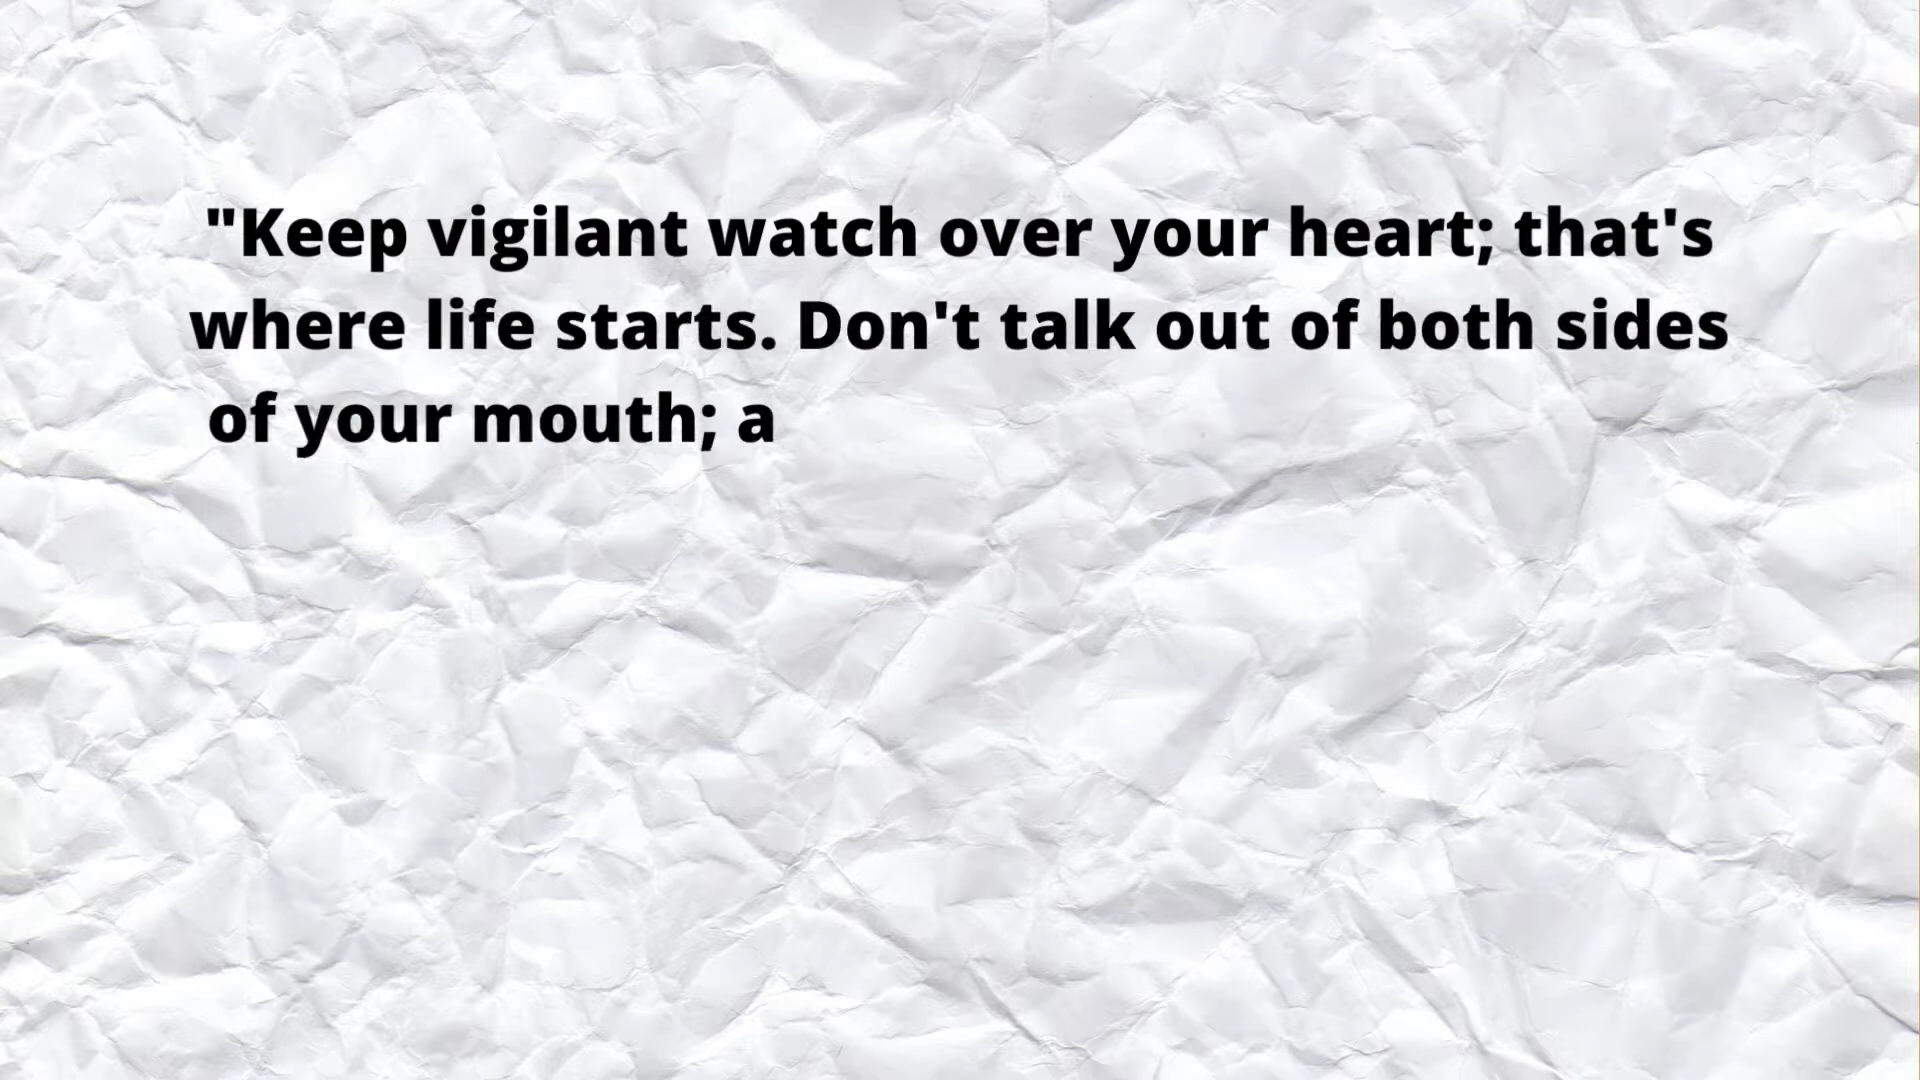 "Keep vigilant watch over your heart; that's
where life starts. Don't talk out of both sides
of your mouth; a